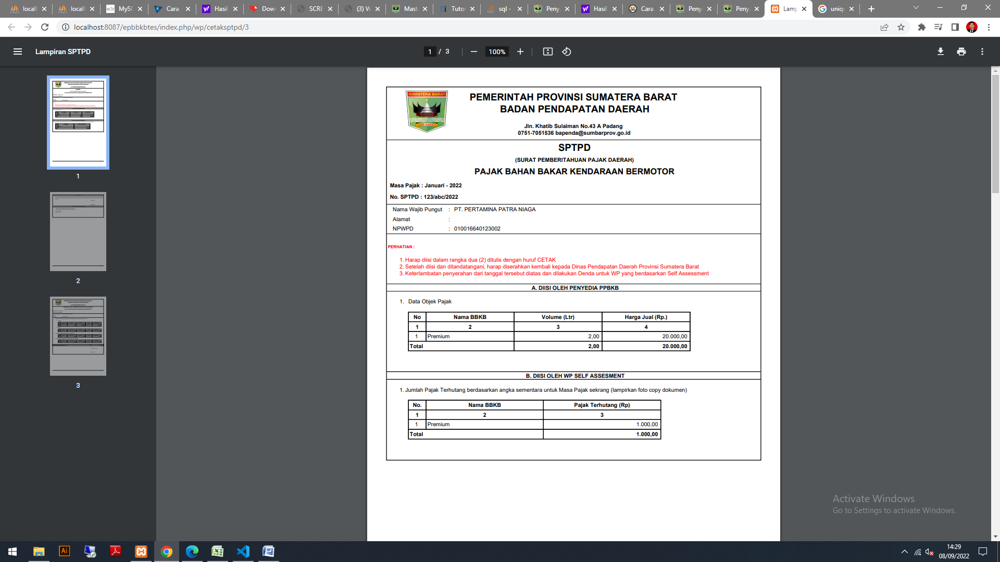 locall
locall
w3r MySC
Cara
Hasil
Dow
SCRE
(3) W
Mast
Tuto
sql -
Peny
Hasil
Cara
Peny
Peny
Lamp
uniqu
localhost:8087/epbbkbtes/index.php/wp/cetaksptpd/3
Lampiran SPTPD
1 / 3
100%
1
2
3
SUMATERA BARAT
TUAH SAKATO
PEMERINTAH PROVINSI SUMATERA BARAT
BADAN PENDAPATAN DAERAH
Jln. Khatib Sulaiman No.43 A Padang
0751-7051536 bapenda@sumbarprov.go.id
SPTPD
(SURAT PEMBERITAHUAN PAJAK DAERAH)
PAJAK BAHAN BAKAR KENDARAAN BERMOTOR
Masa Pajak : Januari - 2022
No. SPTPD : 123/abc/2022
Nama Wajib Pungut : PT. PERTAMINA PATRA NIAGA
Alamat :
NPWPD : 010016640123002
PERHATIAN :
1. Harap diisi dalam rangka dua (2) ditulis dengan huruf CETAK
2. Setelah diisi dan ditandatangani, harap diserahkan kembali kepada Dinas Pendapatan Daerah Provinsi Sumatera Barat
3. Keterlambatan penyerahan dari tanggal tersebut diatas dan dilakukan Denda untuk WP yang berdasarkan Self Assessment
A. DIISI OLEH PENYEDIA PPBKB
1. Data Objek Pajak
No Nama BBKB Volume (Ltr) Harga Jual (Rp.)
1 2 3 4
1 Premium 2,00 20.000,00
Total 2,00 20.000,00
B. DIISI OLEH WP SELF ASSESMENT
1. Jumlah Pajak Terhutang berdasarkan angka sementara untuk Masa Pajak sekrang (lampirkan foto copy dokumen)
No. Nama BBKB Pajak Terhutang (Rp)
1 2 3
1 Premium 1.000,00
Total 1.000,00
Activate Windows
Go to Settings to activate Windows.
Ai
14:29
08/09/2022